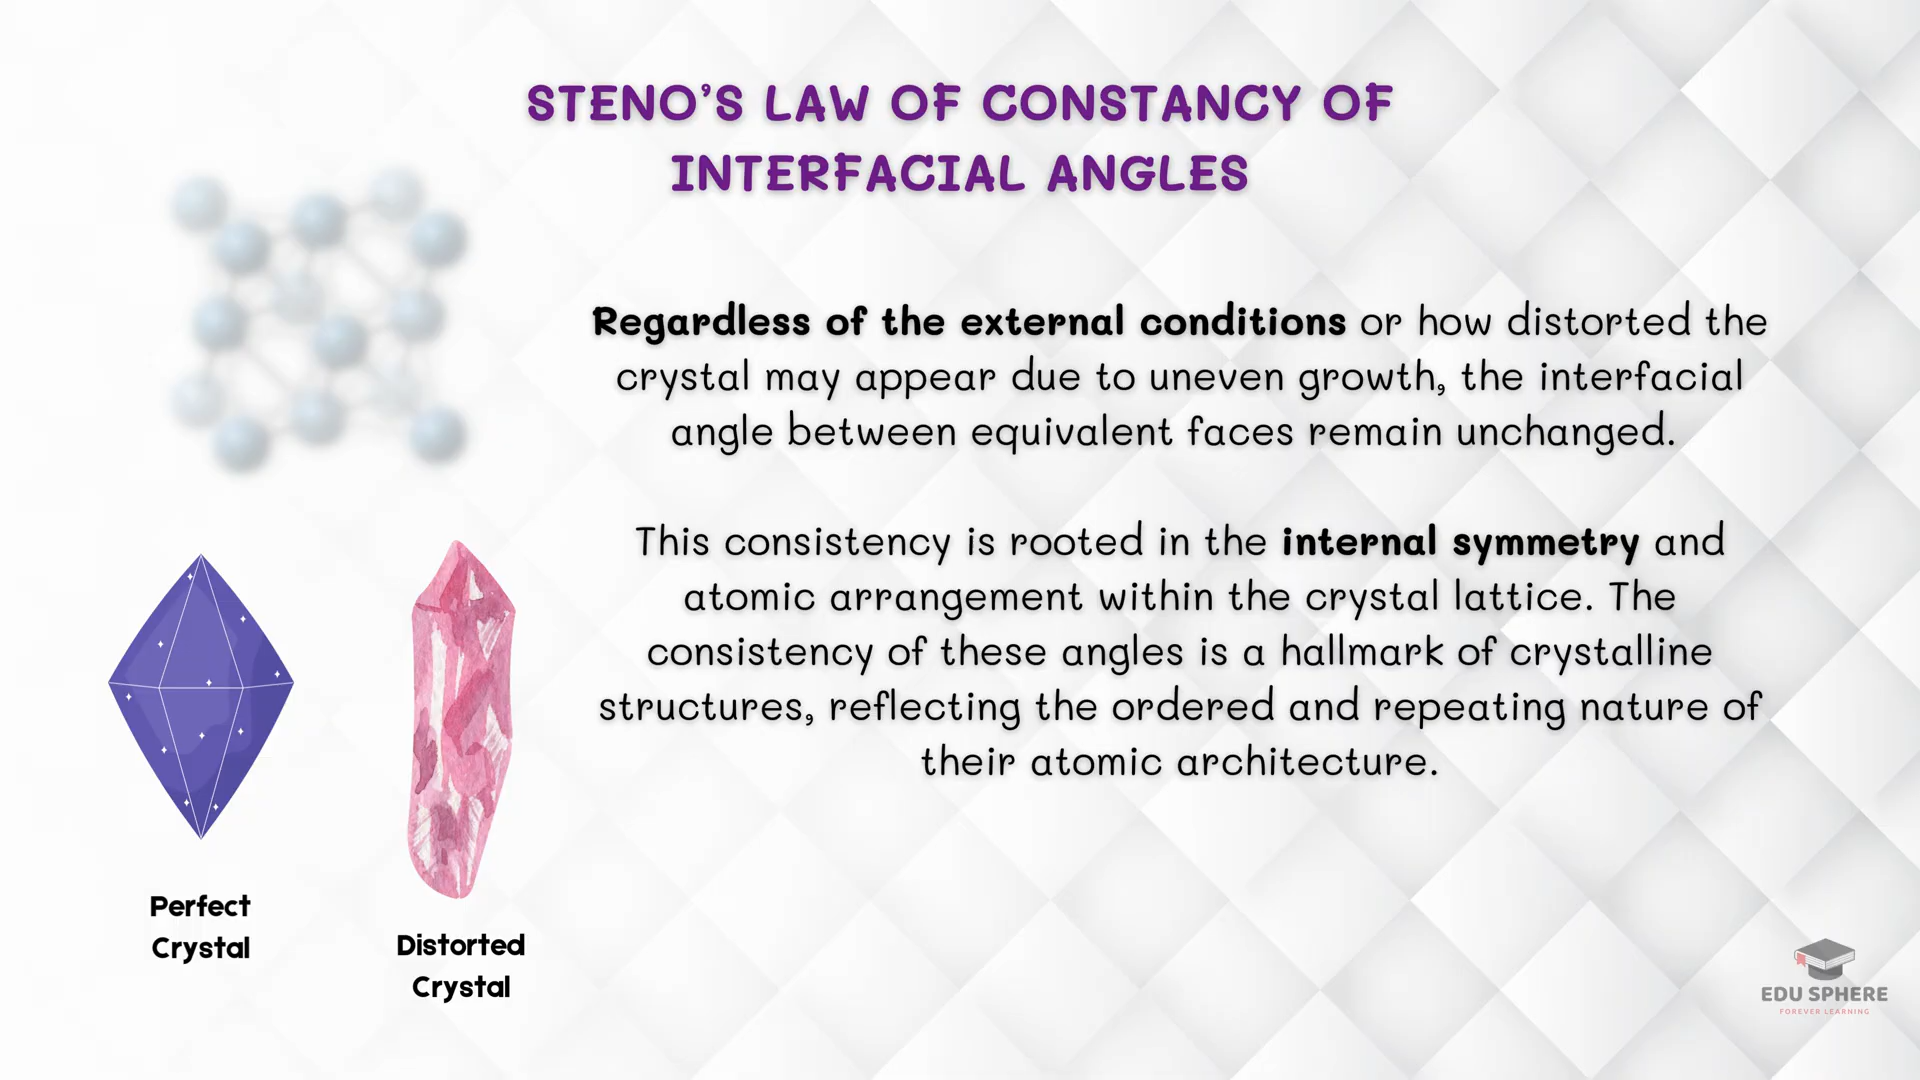 STENO’S LAW OF CONSTANCY OF
INTERFACIAL ANGLES
Regardless of the external conditions or how distorted the
crystal may appear due to uneven growth, the interfacial
angle between equivalent faces remain unchanged.
This consistency is rooted in the internal symmetry and
atomic arrangement within the crystal lattice. The
consistency of these angles is a hallmark of crystalline
structures, reflecting the ordered and repeating nature of
their atomic architecture.
Perfect
Crystal
Distorted
Crystal
EDU SPHERE
FOREVER LEARNING